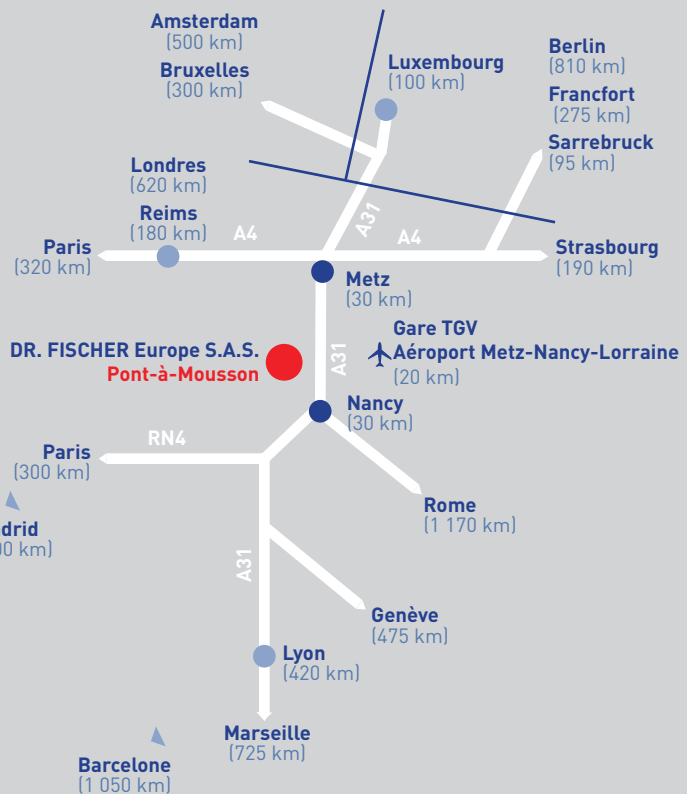 Amsterdam
(500 km)
Bruxelles
(300 km)
Luxembourg
(100 km)
Berlin
(810 km)
Francfort
(275 km)
Sarrebruck
(95 km)
Londres
(620 km)
Reims
(180 km)
A31
Paris
(320 km)
A4
A4
Strasbourg
(190 km)
Metz
(30 km)
DR. FISCHER Europe S.A.S.
Pont-à-Mousson
A31
Gare TGV
Aéroport Metz-Nancy-Lorraine
(20 km)
Nancy
(30 km)
Paris
(300 km)
RN4
Rome
(1 170 km)
A31
Genève
(475 km)
Lyon
(420 km)
Marseille
(725 km)
Barcelone
(1 050 km)